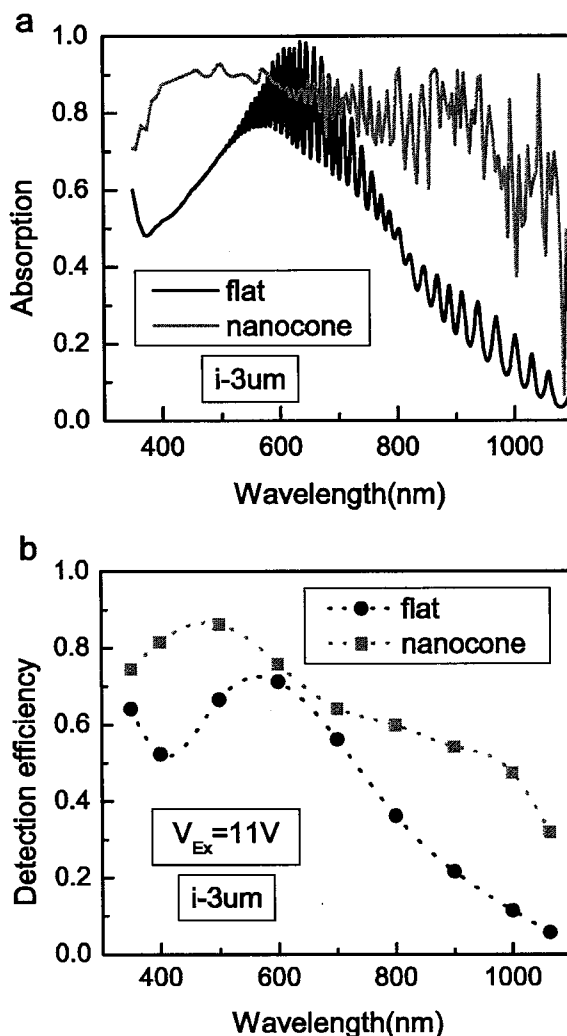 a
1.0
0.8
0.6
0.4
0.2
0.0
Absorption
flat
nanocone
i-3um
400 600 800 1000
Wavelength(nm)
b
1.0
0.8
0.6
0.4
0.2
0.0
Detection efficiency
flat
nanocone
V_Ex=11V
i-3um
400 600 800 1000
Wavelength(nm)